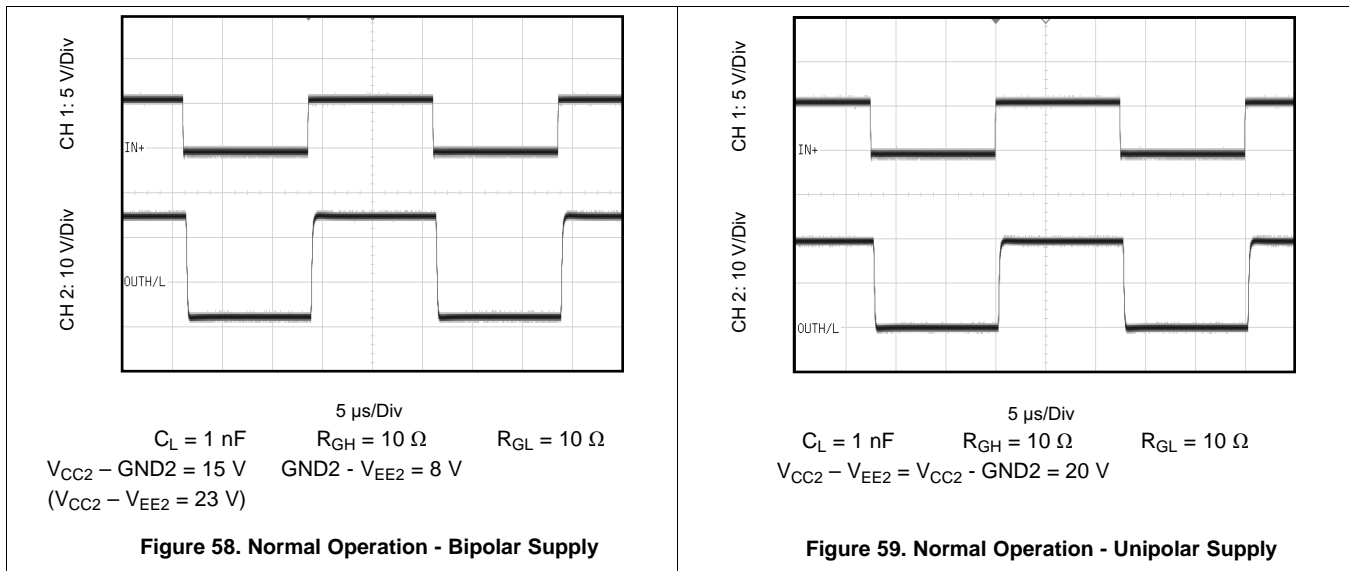 CH 1: 5 V/Div
IN+
CH 2: 10 V/Div
OUTH/L
5 µs/Div
C_L = 1 nF R_GH = 10 Ω R_GL = 10 Ω
V_CC2 – GND2 = 15 V GND2 - V_EE2 = 8 V
(V_CC2 – V_EE2 = 23 V)
Figure 58. Normal Operation - Bipolar Supply
CH 1: 5 V/Div
IN+
CH 2: 10 V/Div
OUTH/L
5 µs/Div
C_L = 1 nF R_GH = 10 Ω R_GL = 10 Ω
V_CC2 – V_EE2 = V_CC2 - GND2 = 20 V
Figure 59. Normal Operation - Unipolar Supply